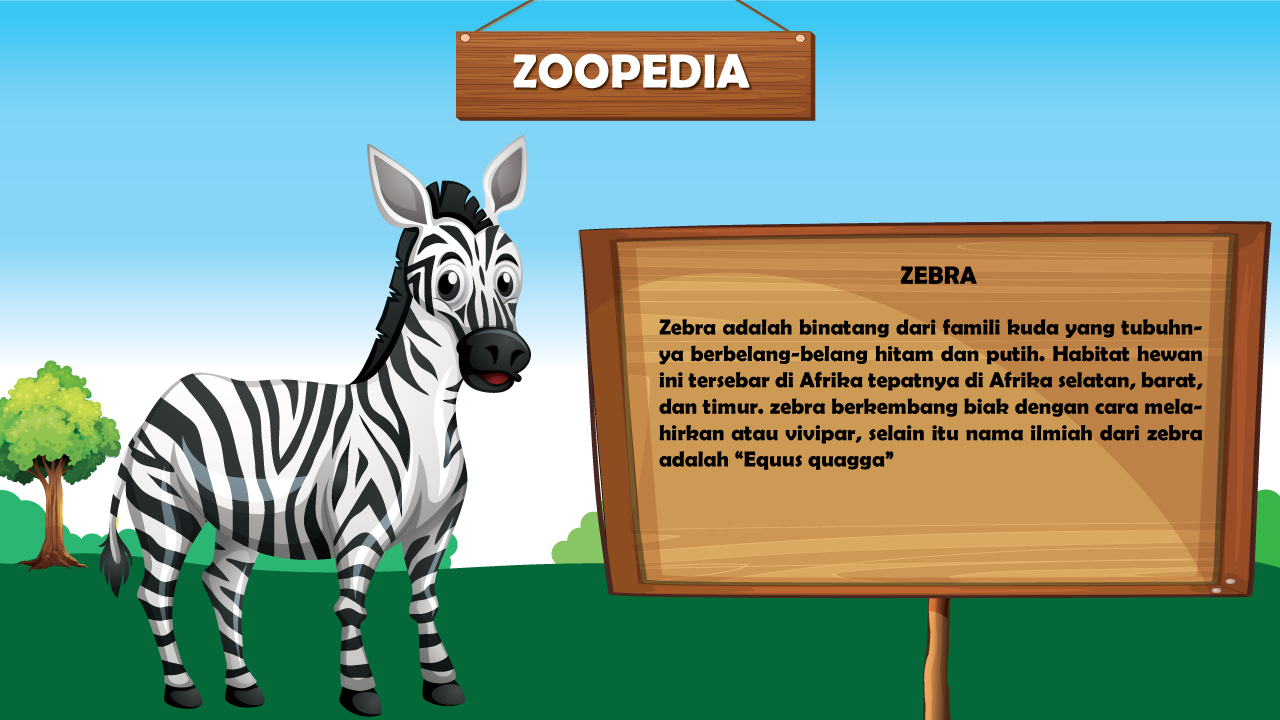 ZOOPEDIA
ZEBRA
Zebra adalah binatang dari famili kuda yang tubuhn-
ya berbelang-belang hitam dan putih. Habitat hewan
ini tersebar di Afrika tepatnya di Afrika selatan, barat,
dan timur. zebra berkembang biak dengan cara mela-
hirkan atau vivipar, selain itu nama ilmiah dari zebra
adalah “Equus quagga”